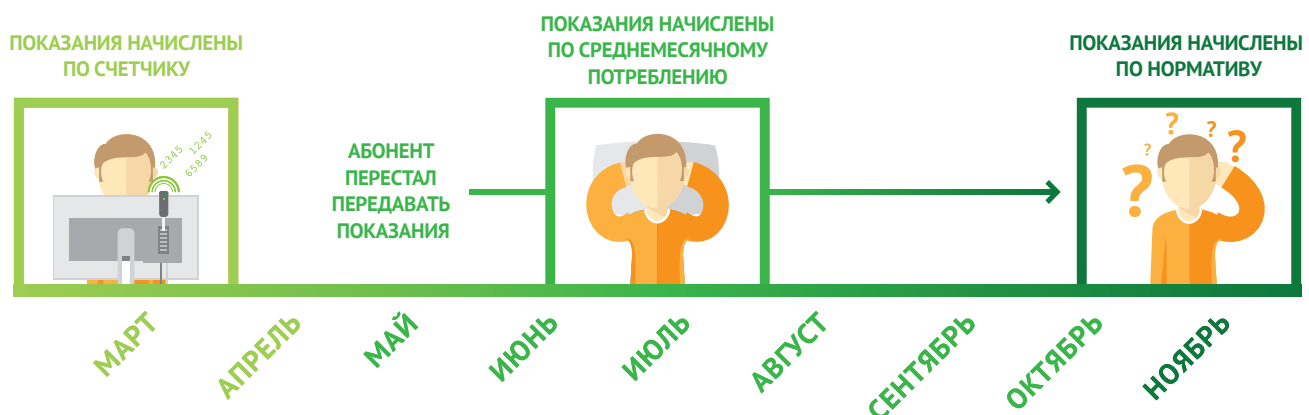 ПОКАЗАНИЯ НАЧИСЛЕНЫ
ПО СЧЕТЧИКУ
2345 1245
6589
АБОНЕНТ
ПЕРЕСТАЛ
ПЕРЕДАВАТЬ
ПОКАЗАНИЯ
ПОКАЗАНИЯ НАЧИСЛЕНЫ
ПО СРЕДНЕМЕСЯЧНОМУ
ПОТРЕБЛЕНИЮ
ПОКАЗАНИЯ НАЧИСЛЕНЫ
ПО НОРМАТИВУ
? ? ? ? ?
МАРТ
АПРЕЛЬ
МАЙ
ИЮНЬ
ИЮЛЬ
АВГУСТ
СЕНТЯБРЬ
ОКТЯБРЬ
НОЯБРЬ